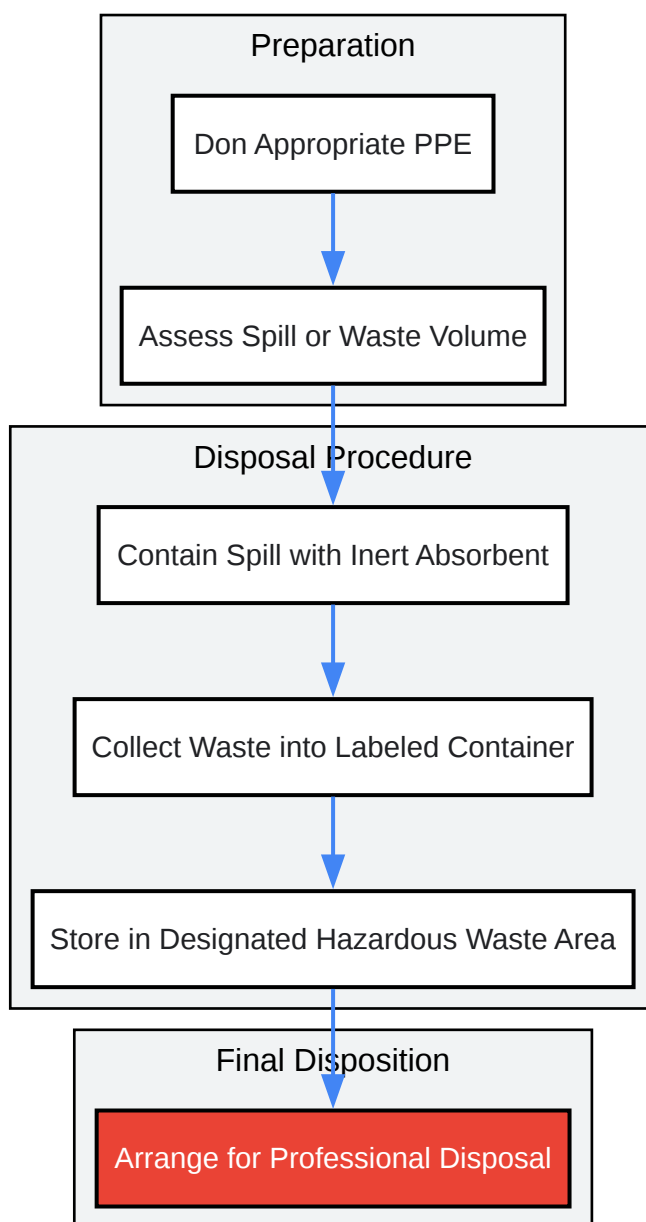 Preparation
Don Appropriate PPE
Assess Spill or Waste Volume
Disposal Procedure
Contain Spill with Inert Absorbent
Collect Waste into Labeled Container
Store in Designated Hazardous Waste Area
Final Disposition
Arrange for Professional Disposal